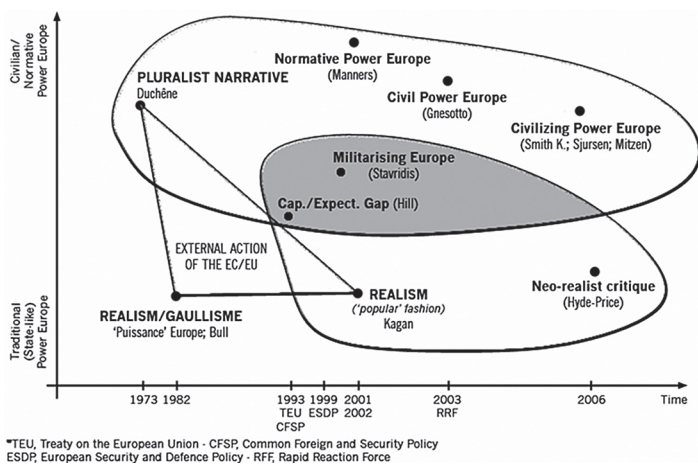 Civilian/
Normative
Power Europe
Traditional
(State-like)
Power Europe
Normative Power Europe
(Manners)
PLURALIST NARRATIVE
Duchêne
Civil Power Europe
(Gnesotto)
Civilizing Power Europe
(Smith K.; Sjursen; Mitzen)
Militarising Europe
(Stavridis)
Cap./Expect. Gap (Hill)
EXTERNAL ACTION
OF THE EC/EU
REALISM/GAULLISME
'Puissance' Europe; Bull
REALISM
('popular' fashion)
Kagan
Neo-realist critique
(Hyde-Price)
1973 1982 1993 1999 2001 2003 2006 Time
TEU ESDP 2002 RRF
CFSP
*TEU, Treaty on the European Union - CFSP, Common Foreign and Security Policy
ESDP, European Security and Defence Policy - RFF, Rapid Reaction Force